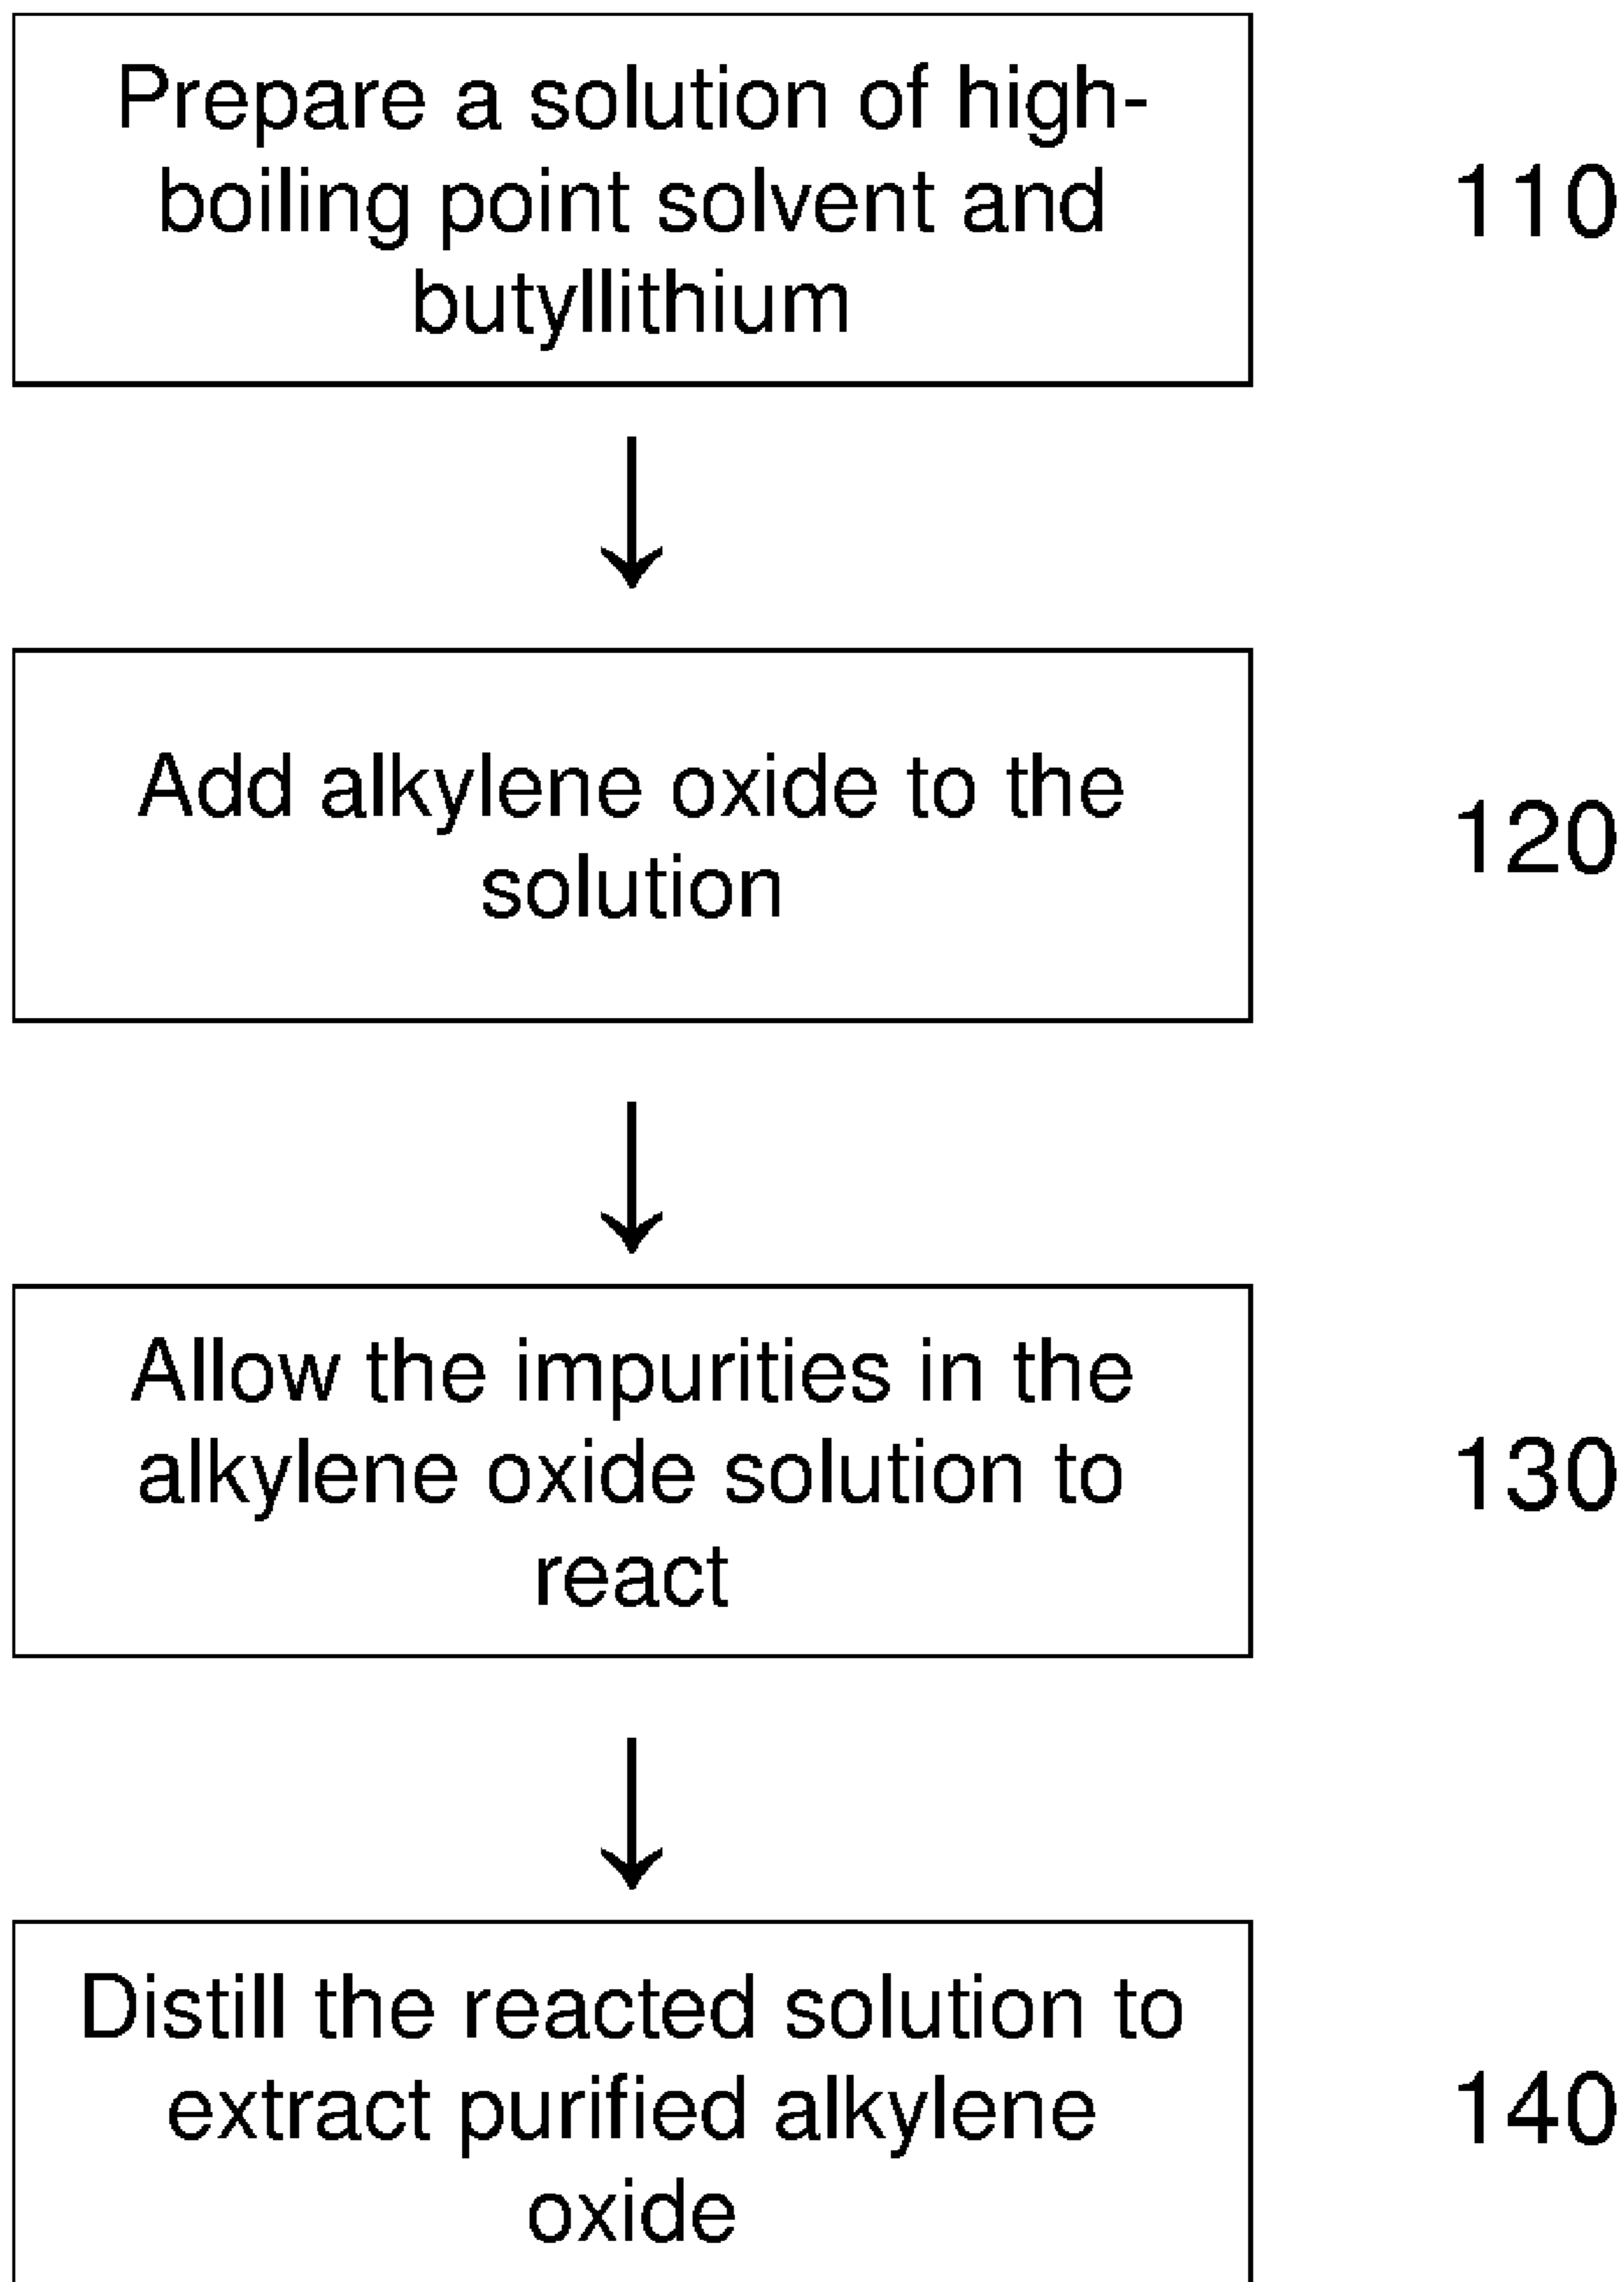 Prepare a solution of high-
boiling point solvent and
butyllithium
110
Add alkylene oxide to the
solution
120
Allow the impurities in the
alkylene oxide solution to
react
130
Distill the reacted solution to
extract purified alkylene
oxide
140